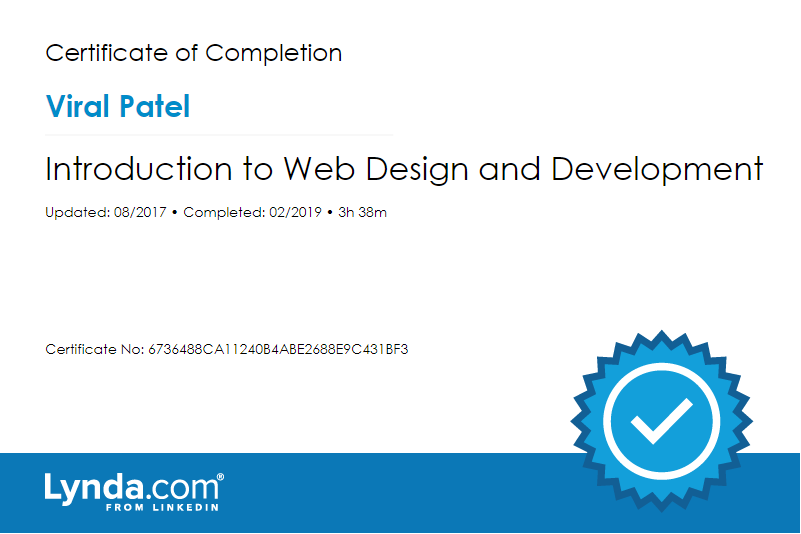 Certificate of Completion
Viral Patel
Introduction to Web Design and Development
Updated: 08/2017 • Completed: 02/2019 • 3h 38m
Certificate No: 6736488CA11240B4ABE2688E9C431BF3
Lynda.com®
FROM LINKEDIN